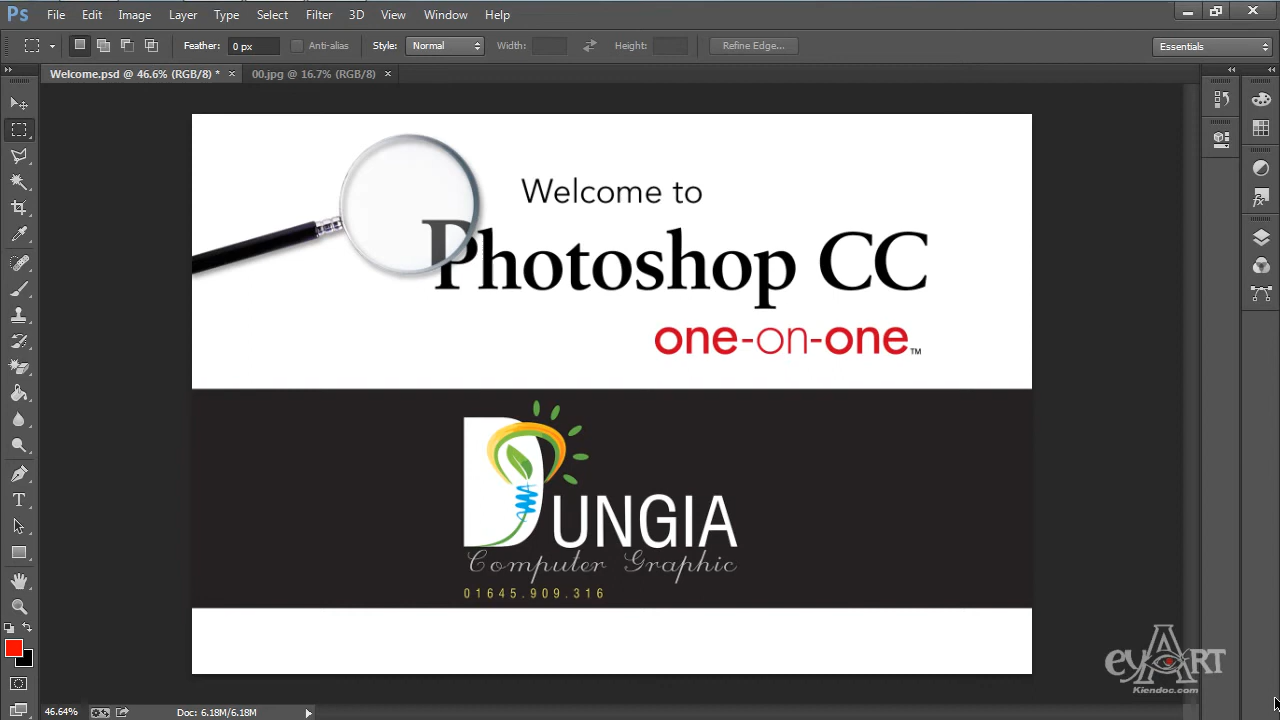 Ps File Edit Image Layer Type Select Filter 3D View Window Help
Feather: 0 px Anti-alias Style: Normal Width: Height: Refine Edge... Essentials
Welcome.psd @ 46.6% (RGB/8) * × 00.jpg @ 16.7% (RGB/8) ×
Welcome to
Photoshop CC
one-on-one™
DUNGIA
Computer Graphic
01645.909.316
eyART
Kiendoc.com
46.64% Doc: 6.18M/6.18M